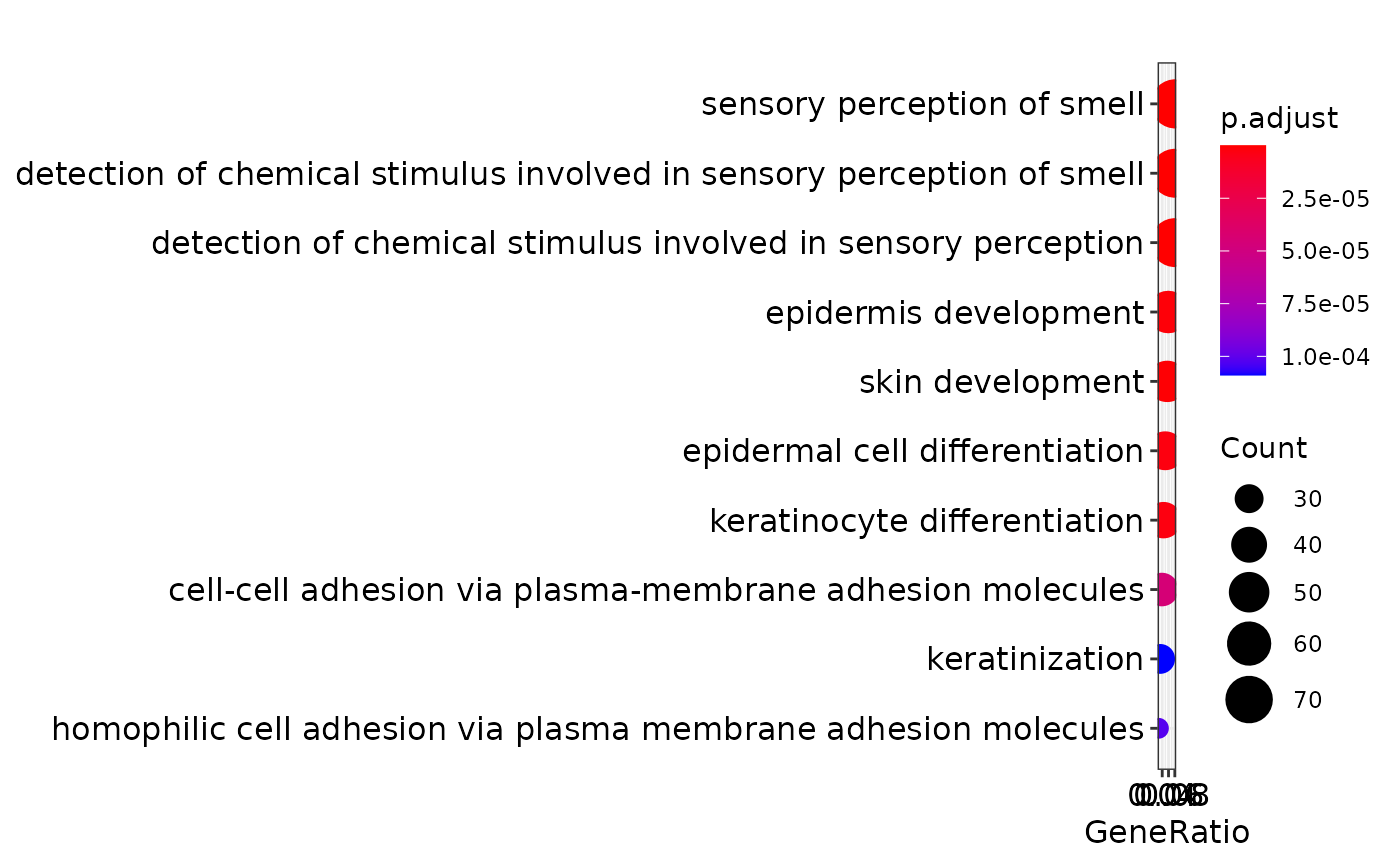 sensory perception of smell
detection of chemical stimulus involved in sensory perception of smell
detection of chemical stimulus involved in sensory perception
epidermis development
skin development
epidermal cell differentiation
keratinocyte differentiation
cell-cell adhesion via plasma-membrane adhesion molecules
keratinization
homophilic cell adhesion via plasma membrane adhesion molecules
GeneRatio
p.adjust
2.5e-05
5.0e-05
7.5e-05
1.0e-04
Count
30
40
50
60
70